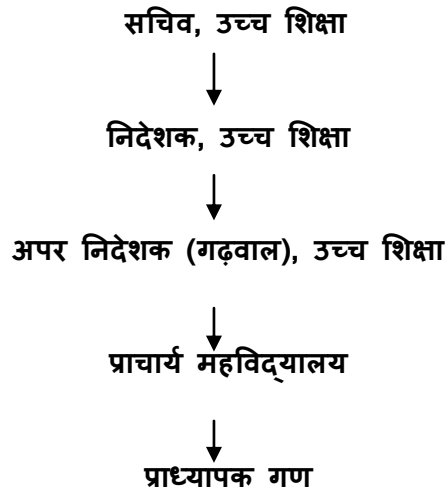 सचिव, उच्च शिक्षा
निदेशक, उच्च शिक्षा
अपर निदेशक (गढ़वाल), उच्च शिक्षा
प्राचार्य महविद्यालय
प्राध्यापक गण